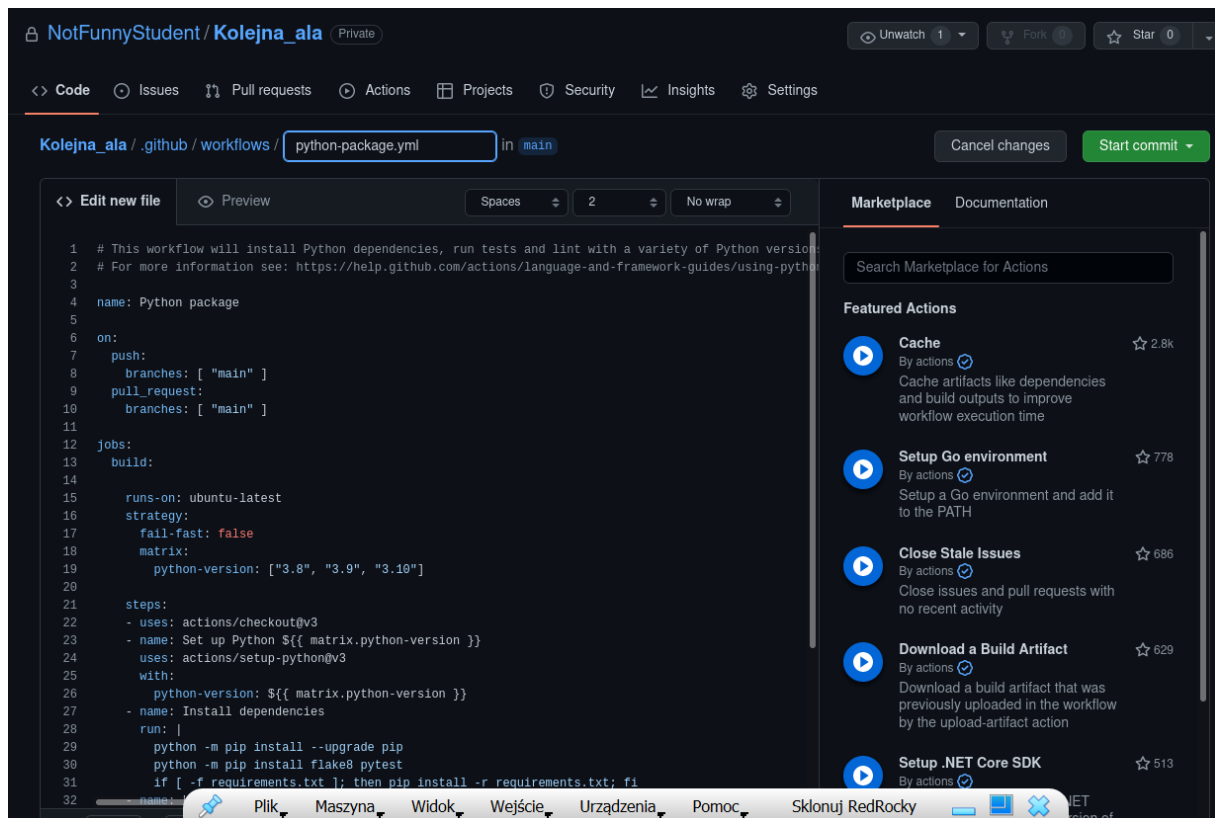 NotFunnyStudent / Kolejna_ala Private
Unwatch 1 Fork 0 Star 0
Code Issues Pull requests Actions Projects Security Insights Settings
Kolejna_ala / .github / workflows / python-package.yml in main
Cancel changes Start commit
<> Edit new file Preview Spaces 2 No wrap
1 # This workflow will install Python dependencies, run tests and lint with a variety of Python versions
2 # For more information see: https://help.github.com/actions/language-and-framework-guides/using-pytho
3
4 name: Python package
5
6 on:
7 push:
8 branches: [ "main" ]
9 pull_request:
10 branches: [ "main" ]
11
12 jobs:
13 build:
14
15 runs-on: ubuntu-latest
16 strategy:
17 fail-fast: false
18 matrix:
19 python-version: ["3.8", "3.9", "3.10"]
20
21 steps:
22 - uses: actions/checkout@v3
23 - name: Set up Python ${{ matrix.python-version }}
24 uses: actions/setup-python@v3
25 with:
26 python-version: ${{ matrix.python-version }}
27 - name: Install dependencies
28 run: |
29 python -m pip install --upgrade pip
30 python -m pip install flake8 pytest
31 if [ -f requirements.txt ]; then pip install -r requirements.txt; fi
32 - name:
Marketplace Documentation
Search Marketplace for Actions
Featured Actions
Cache 2.8k
By actions
Cache artifacts like dependencies
and build outputs to improve
workflow execution time
Setup Go environment 778
By actions
Setup a Go environment and add it
to the PATH
Close Stale Issues 686
By actions
Close issues and pull requests with
no recent activity
Download a Build Artifact 629
By actions
Download a build artifact that was
previously uploaded in the workflow
by the upload-artifact action
Setup .NET Core SDK 513
By actions
Plik Maszyna Widok Wejście Urządzenia Pomoc Sklonuj RedRocky